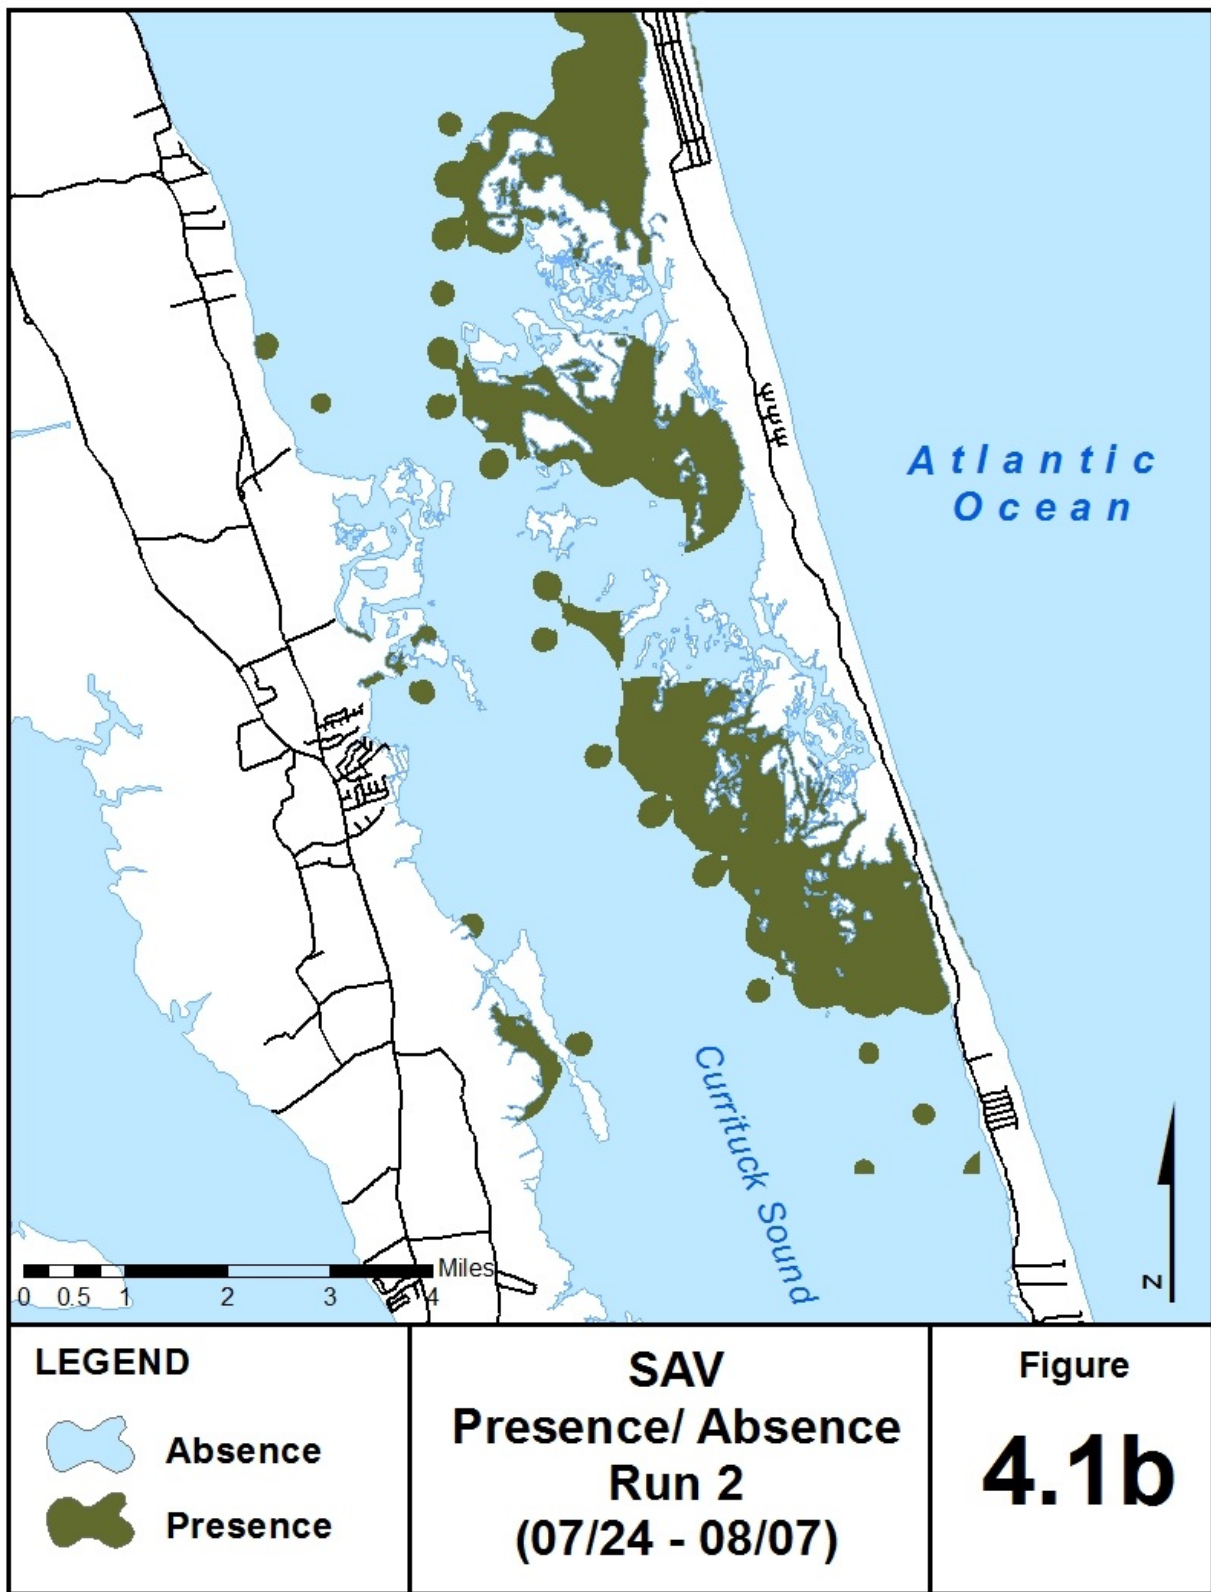 Atlantic
Ocean
Currituck Sound
Miles
0 0.5 1 2 3 4
N
LEGEND
Absence
Presence
SAV
Presence/ Absence
Run 2
(07/24 - 08/07)
Figure
4.1b